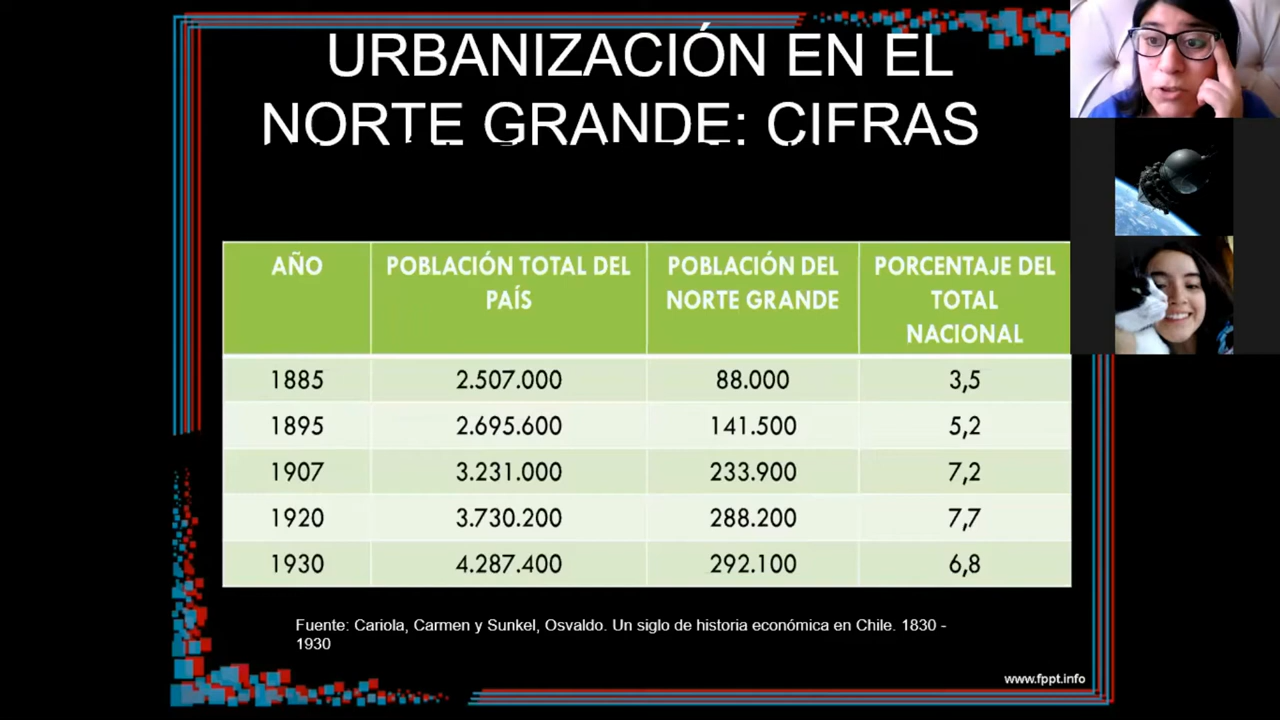 URBANIZACIÓN EN EL
NORTE GRANDE: CIFRAS
AÑO POBLACIÓN TOTAL DEL PAÍS POBLACIÓN DEL NORTE GRANDE PORCENTAJE DEL TOTAL NACIONAL
1885 2.507.000 88.000 3,5
1895 2.695.600 141.500 5,2
1907 3.231.000 233.900 7,2
1920 3.730.200 288.200 7,7
1930 4.287.400 292.100 6,8
Fuente: Cariola, Carmen y Sunkel, Osvaldo. Un siglo de historia económica en Chile. 1830 -
1930
www.fppt.info